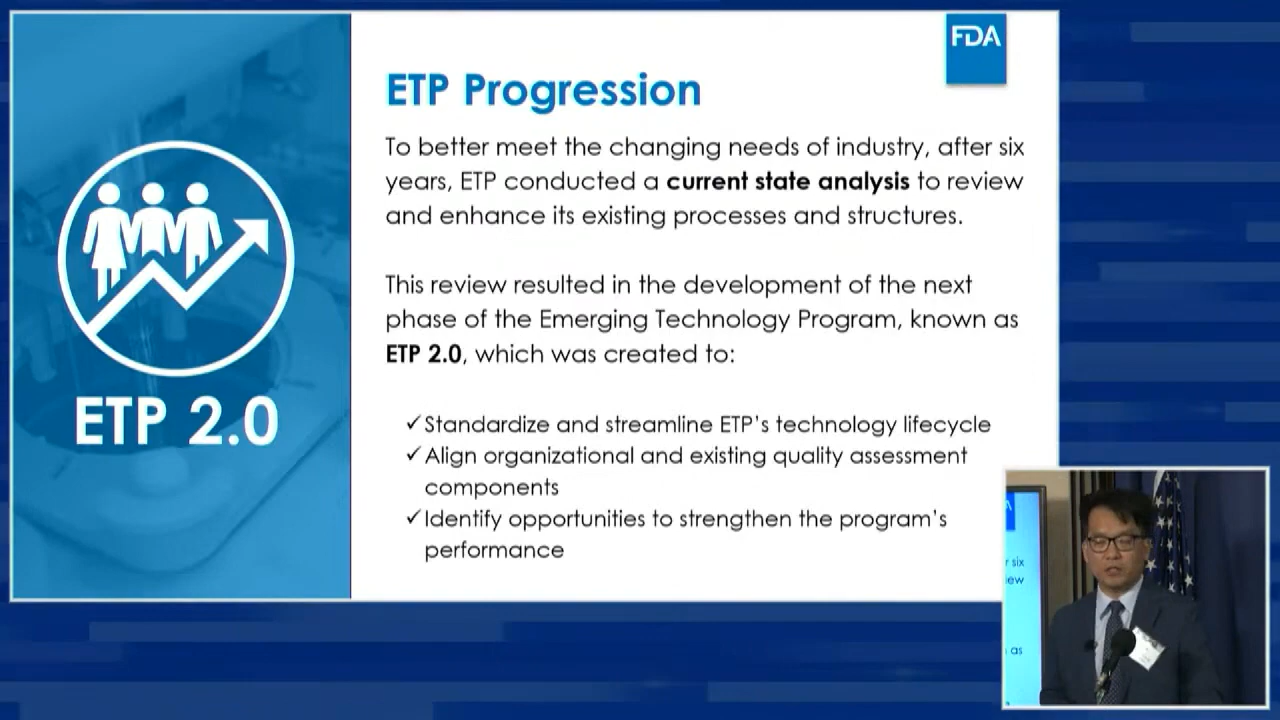 FDA
ETP Progression
To better meet the changing needs of industry, after six
years, ETP conducted a current state analysis to review
and enhance its existing processes and structures.
This review resulted in the development of the next
phase of the Emerging Technology Program, known as
ETP 2.0, which was created to:
✓Standardize and streamline ETP's technology lifecycle
✓Align organizational and existing quality assessment
components
✓Identify opportunities to strengthen the program's
performance
ETP 2.0
A
r six
ew
as